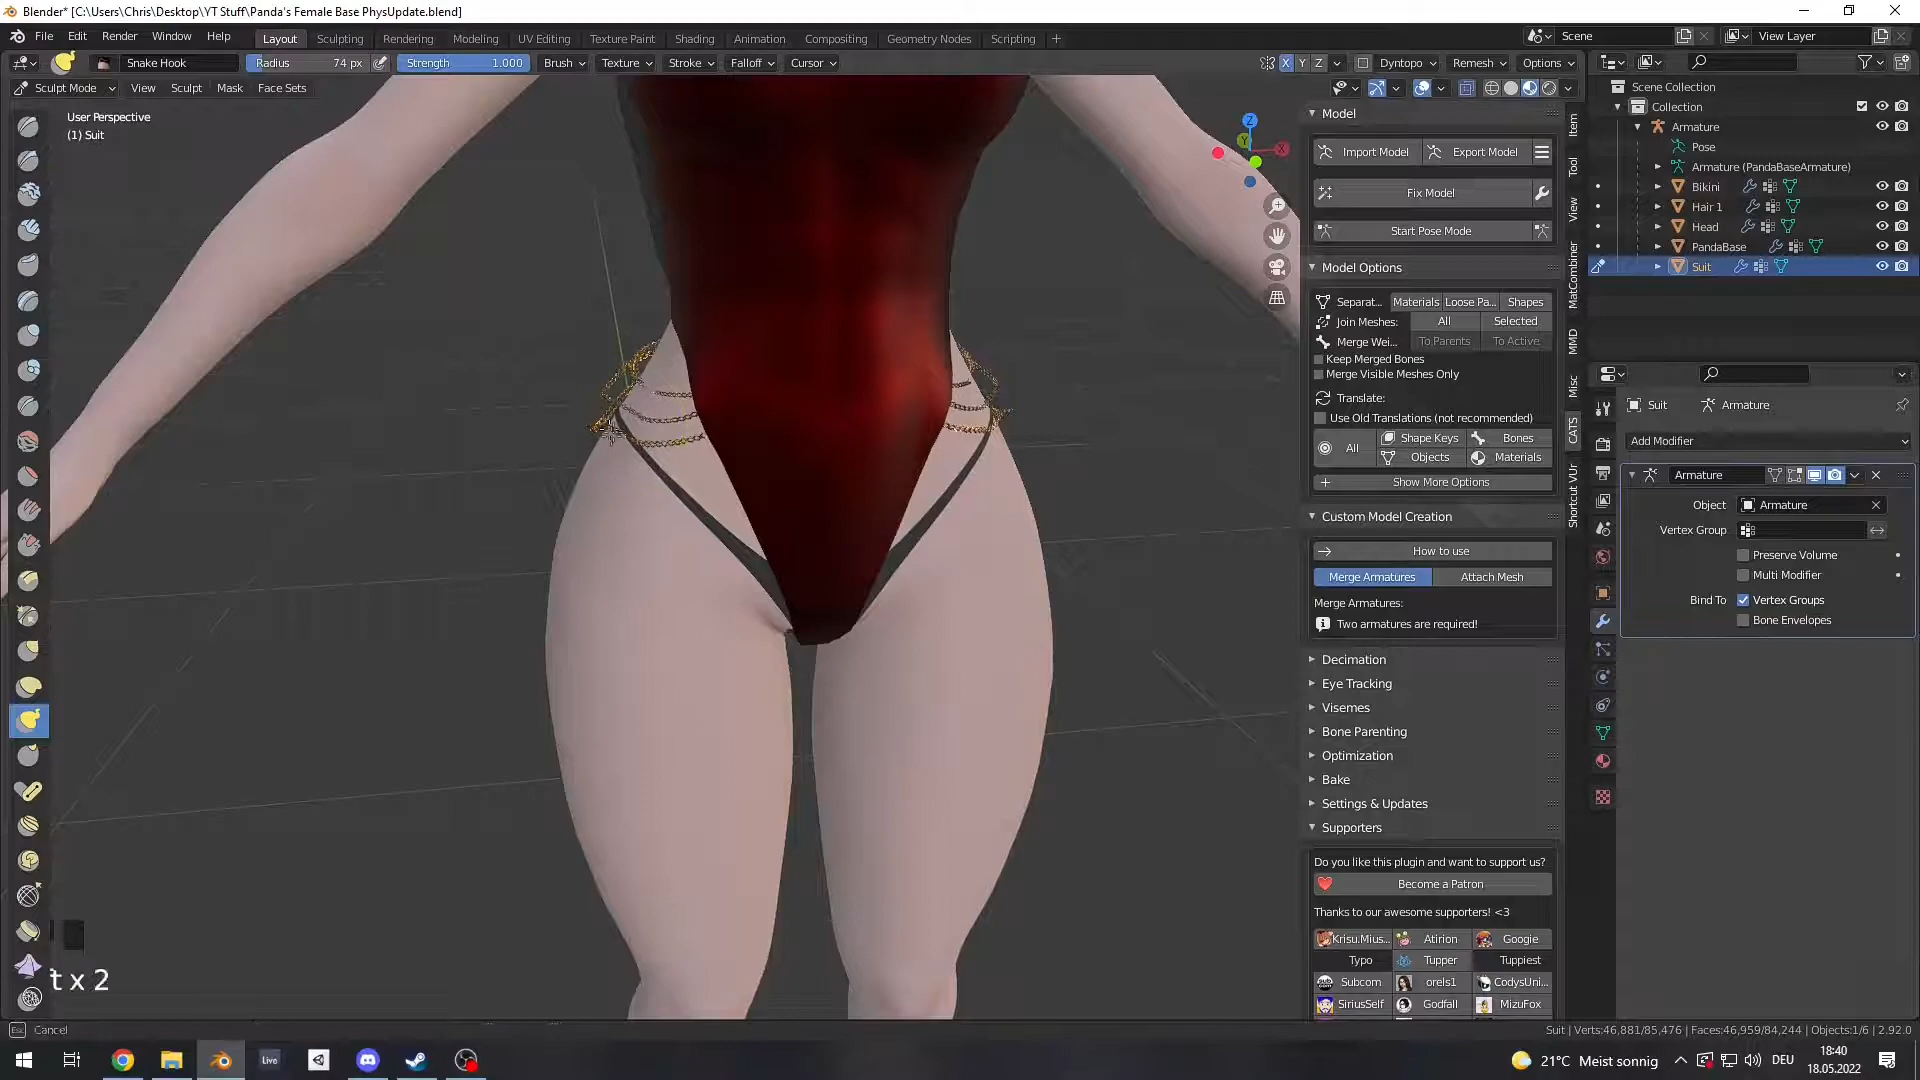 Blender* [C:\Users\Chris\Desktop\YT Stuff\Panda's Female Base PhysUpdate.blend]
File Edit Render Window Help Layout Sculpting Rendering Modeling UV Editing Texture Paint Shading Animation Compositing Geometry Nodes Scripting + Scene View Layer
Snake Hook Radius 74 px Strength 1.000 Brush Texture Stroke Falloff Cursor X Y Z Dyntopo Remesh Options
Sculpt Mode View Sculpt Mask Face Sets
User Perspective
(1) Suit
Z
Y
X
t x 2
Model
Import Model Export Model
Fix Model
Start Pose Mode
Model Options
Separat... Materials Loose Pa... Shapes
Join Meshes: All Selected
Merge Wei... To Parents To Active
Keep Merged Bones
Merge Visible Meshes Only
Translate:
Use Old Translations (not recommended)
All Shape Keys Bones
Objects Materials
Show More Options
Custom Model Creation
How to use
Merge Armatures Attach Mesh
Merge Armatures:
Two armatures are required!
Decimation
Eye Tracking
Visemes
Bone Parenting
Optimization
Bake
Settings & Updates
Supporters
Do you like this plugin and want to support us?
Become a Patron
Thanks to our awesome supporters! <3
Krisu.Mius... Atirion Googie
Typo Tupper Tuppiest
Subcom orels1 CodysUni...
SiriusSelf Godfall MizuFox
Item
Tool
View
MatCombiner
MMD
Misc
CATS
Shortcut VUr
Scene Collection
Collection
Armature
Pose
Armature (PandaBaseArmature)
Bikini
Hair 1
Head
PandaBase
Suit
Suit Armature
Add Modifier
Armature
Object Armature
Vertex Group
Preserve Volume
Multi Modifier
Bind To Vertex Groups
Bone Envelopes
Esc Cancel
Suit | Verts:46,881/85,476 | Faces:46,959/84,244 | Objects:1/6 | 2.92.0
Live
21°C Meist sonnig
DEU
18:40
18.05.2022